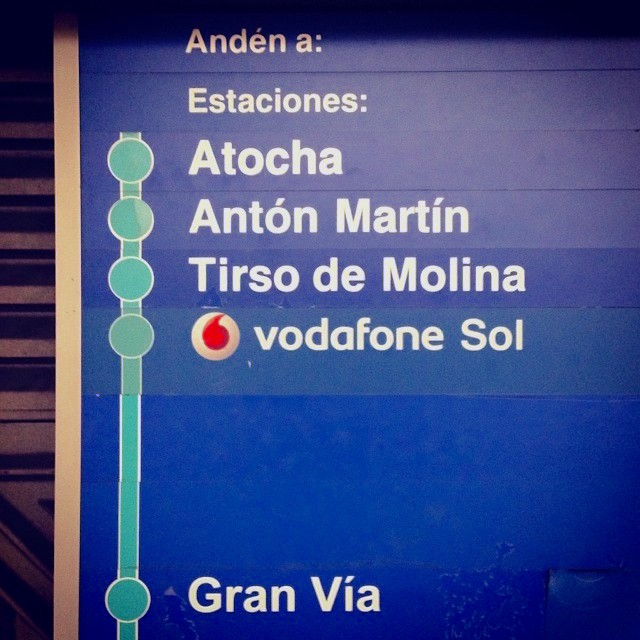 Andén a:
Estaciones:
Atocha
Antón Martín
Tirso de Molina
vodafone Sol
Gran Vía